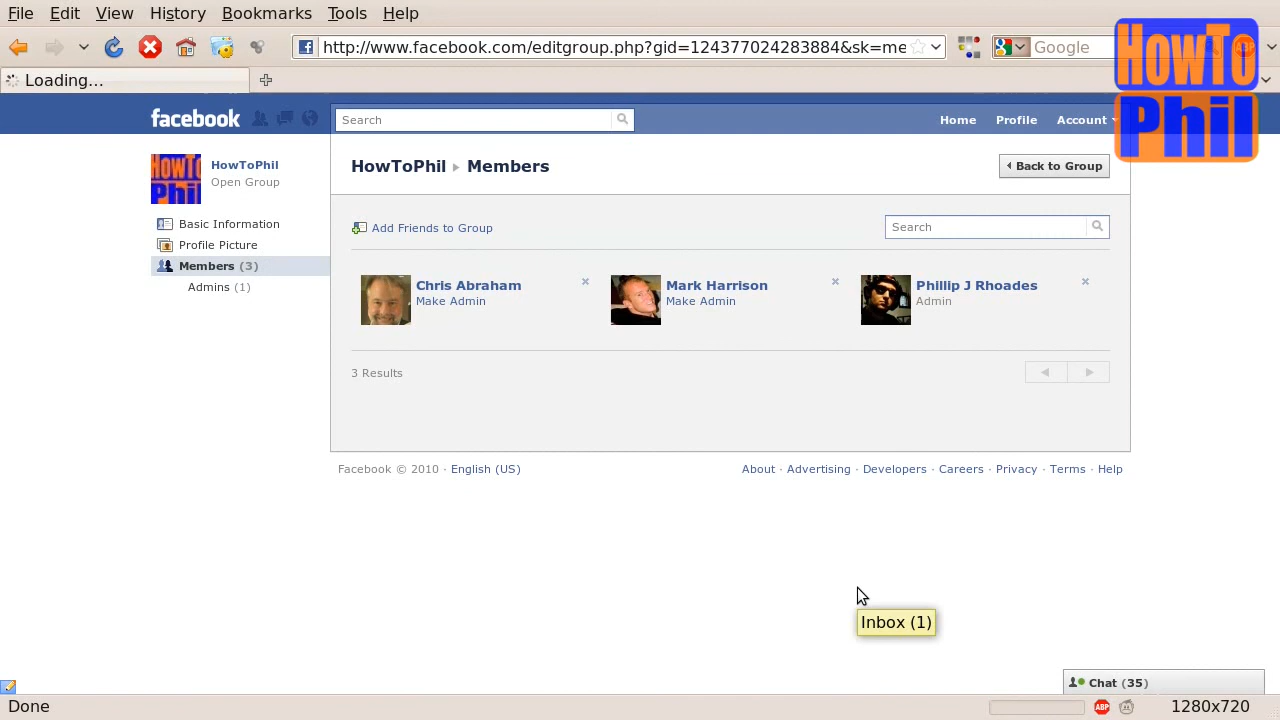 File Edit View History Bookmarks Tools Help
http://www.facebook.com/editgroup.php?gid=124377024283884&sk=me
Google
ABP
HowTo
Phil
Loading...
facebook
Search
Home Profile Account
HowTo
Phil
HowToPhil
Open Group
HowToPhil Members
Back to Group
Basic Information
Profile Picture
Members (3)
Admins (1)
Add Friends to Group
Search
Chris Abraham
Make Admin
Mark Harrison
Make Admin
Phillip J Rhoades
Admin
3 Results
Facebook © 2010 · English (US)
About · Advertising · Developers · Careers · Privacy · Terms · Help
Inbox (1)
Chat (35)
Done
ABP
1280x720